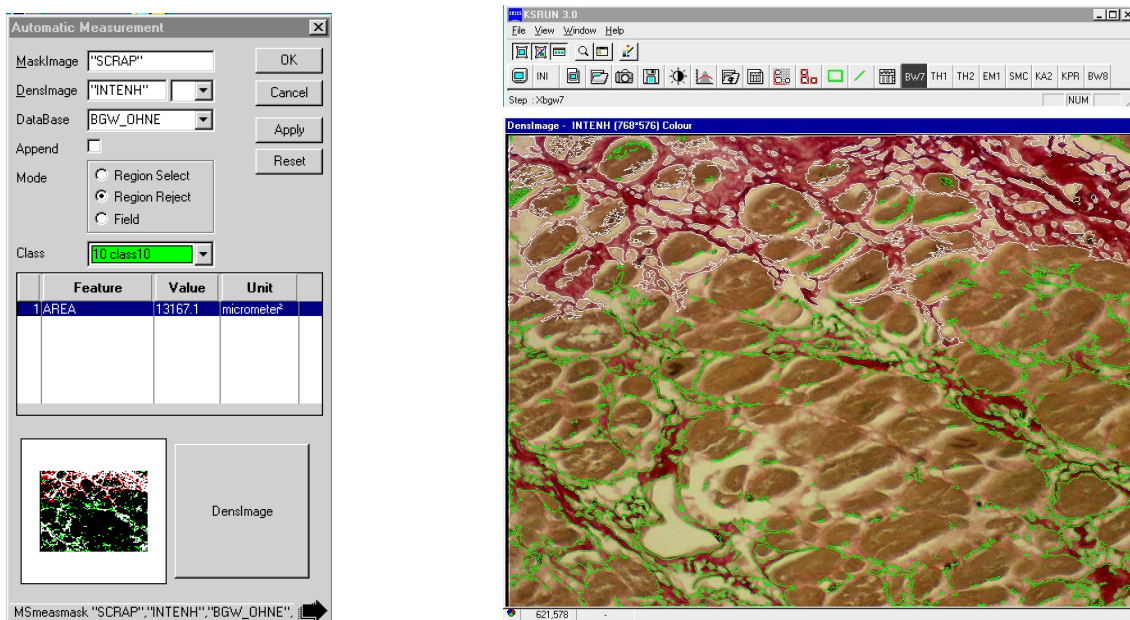 Automatic Measurement
MaskImage "SCRAP" OK
DensImage "INTENH" Cancel
DataBase BGW_OHNE Apply
Append Reset
Mode Region Select
Region Reject
Field
Class 10 class10
Feature Value Unit
1 AREA 13167.1 micrometer²
DensImage
MSmeasmask "SCRAP","INTENH","BGW_OHNE",
KSRUN 3.0
File View Window Help
INI BW7 TH1 TH2 EM1 SMC KA2 KPR BW8
Step : Xbgw7 NUM
DensImage - INTENH (768*576) Colour
621,578 -